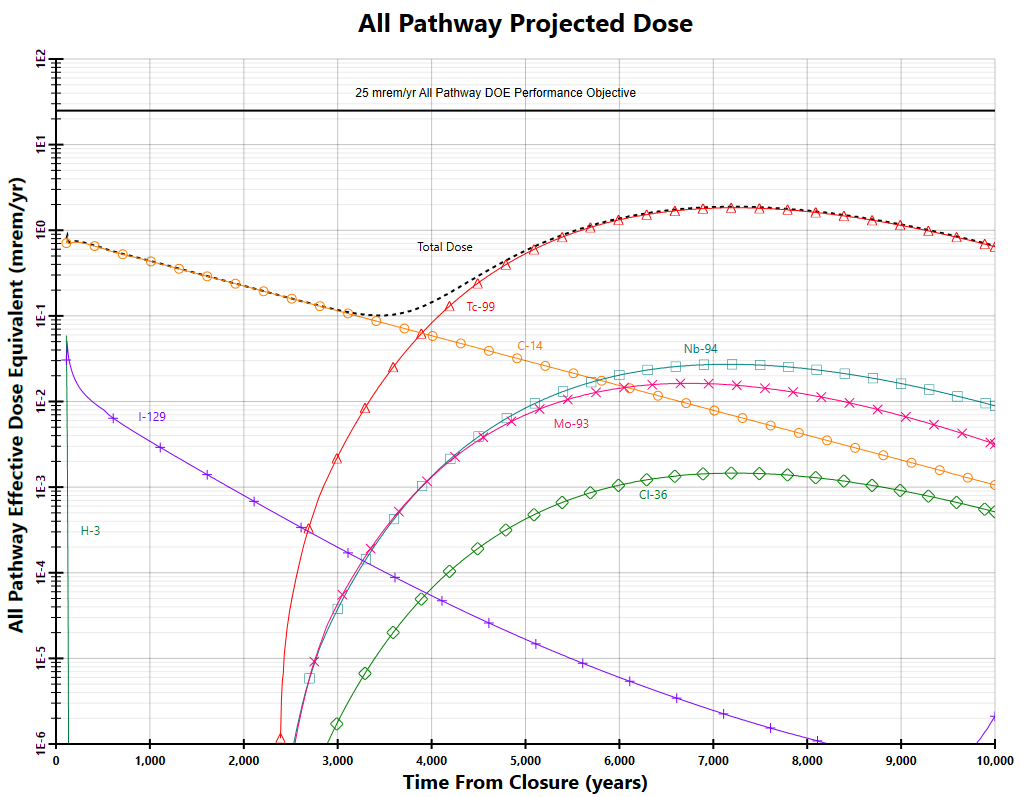 All Pathway Projected Dose
1E2
25 mrem/yr All Pathway DOE Performance Objective
1E1
1E0
Total Dose
Tc-99
1E-1
C-14
Nb-94
1E-2
I-129
Mo-93
1E-3
Cl-36
H-3
1E-4
1E-5
1E-6
All Pathway Effective Dose Equivalent (mrem/yr)
0 1,000 2,000 3,000 4,000 5,000 6,000 7,000 8,000 9,000 10,000
Time From Closure (years)